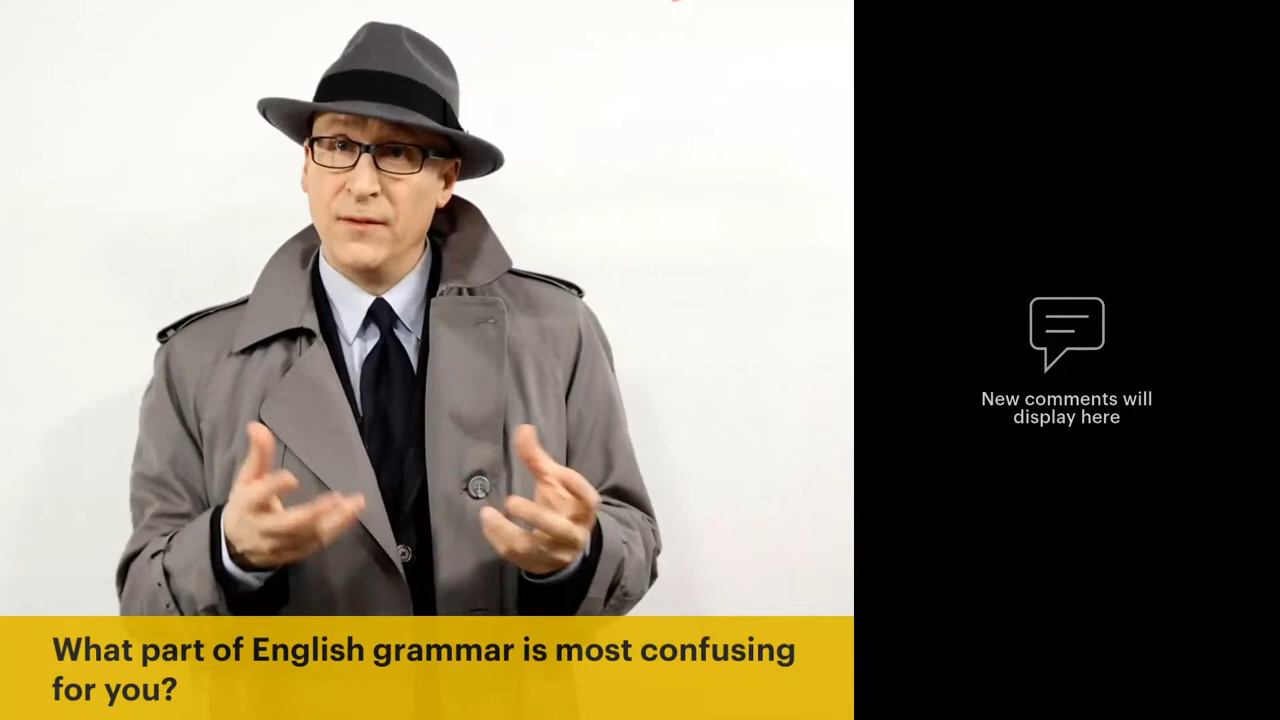 What part of English grammar is most confusing
for you?
New comments will
display here